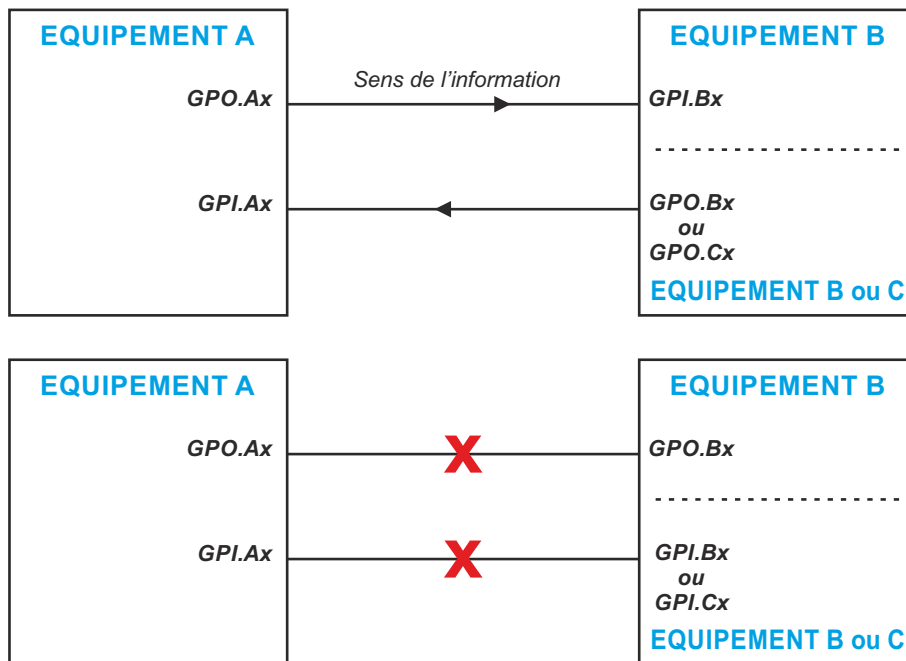 EQUIPEMENT A
EQUIPEMENT B
Sens de l'information
GPO.Ax
GPI.Bx
GPI.Ax
GPO.Bx
ou
GPO.Cx
EQUIPEMENT B ou C
EQUIPEMENT A
EQUIPEMENT B
GPO.Ax
X
GPO.Bx
GPI.Ax
X
GPI.Bx
ou
GPI.Cx
EQUIPEMENT B ou C